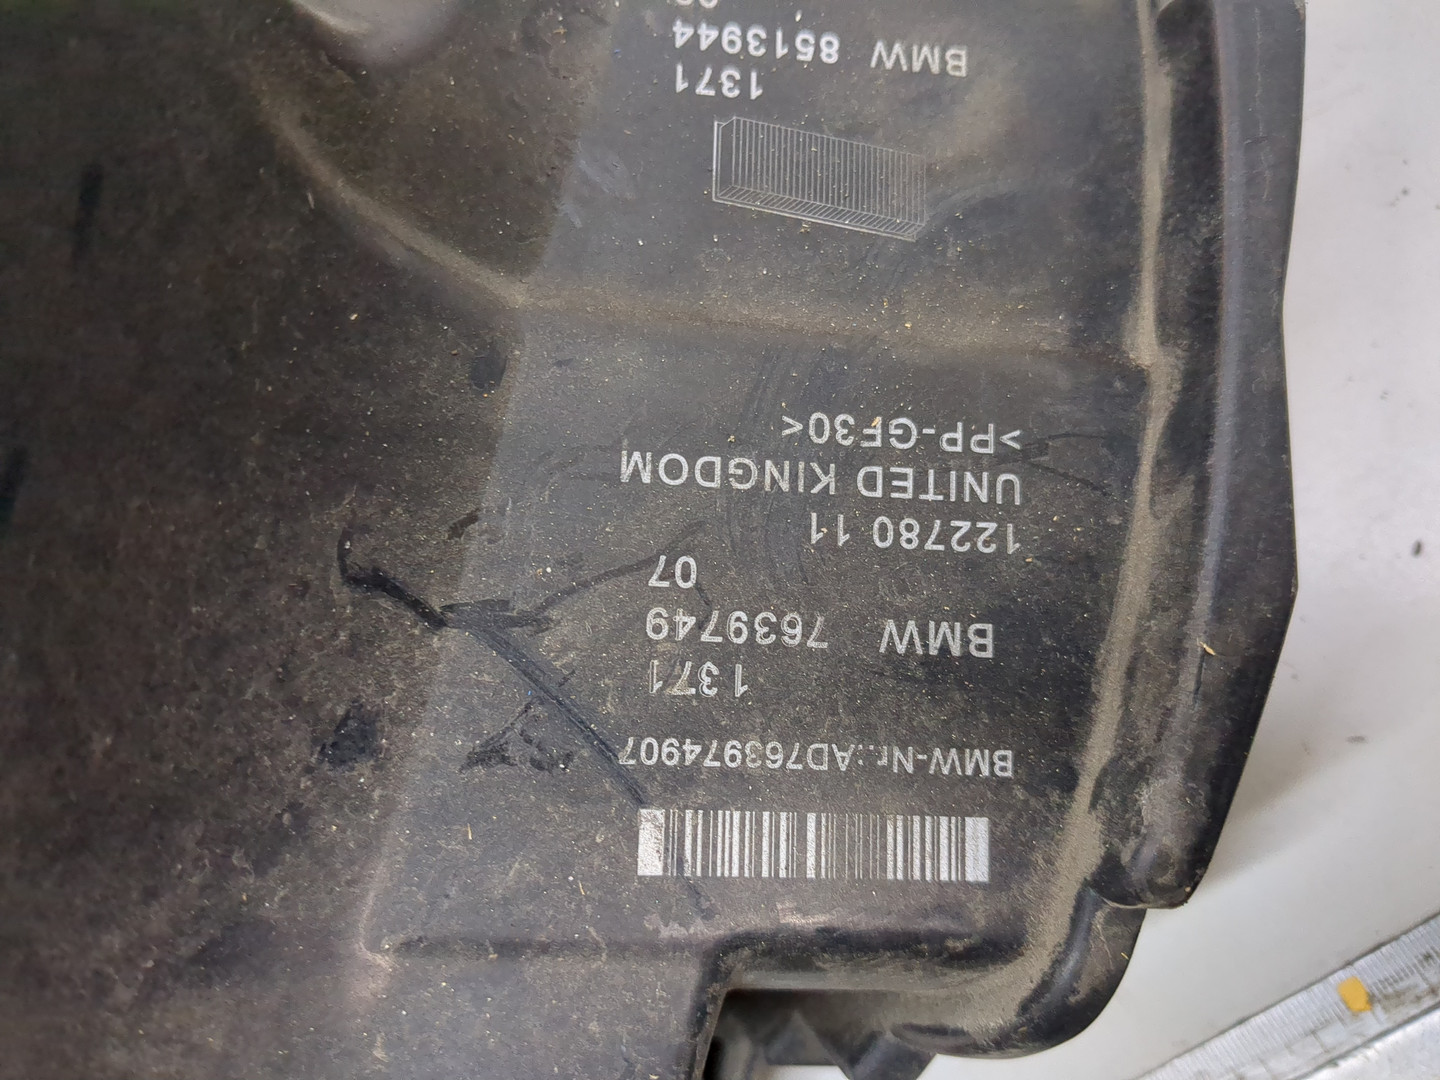 BMW-Nr.:AD763974907
1371
BMW 7639749
07
122780 11
UNITED KINGDOM
>PP-GF30<
1371
BMW 8513944